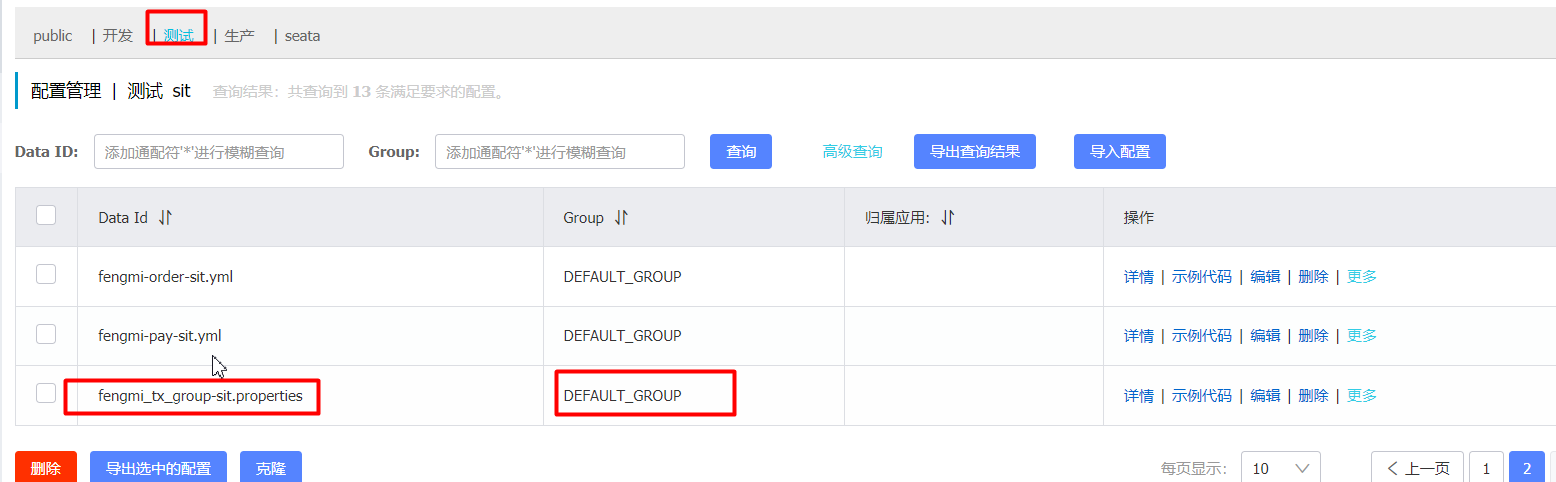 public | 开发 | 测试 | 生产 | seata
配置管理 | 测试 sit 查询结果：共查询到 13 条满足要求的配置。
Data ID: 添加通配符'*'进行模糊查询 Group: 添加通配符'*'进行模糊查询 查询 高级查询 导出查询结果 导入配置
Data Id Group 归属应用: 操作
fengmi-order-sit.yml DEFAULT_GROUP 详情 | 示例代码 | 编辑 | 删除 | 更多
fengmi-pay-sit.yml DEFAULT_GROUP 详情 | 示例代码 | 编辑 | 删除 | 更多
fengmi_tx_group-sit.properties DEFAULT_GROUP 详情 | 示例代码 | 编辑 | 删除 | 更多
删除 导出选中的配置 克隆 每页显示: 10 上一页 1 2